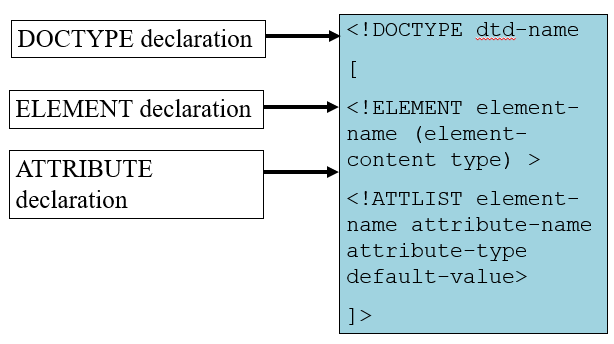 DOCTYPE declaration
ELEMENT declaration
ATTRIBUTE
declaration
<!DOCTYPE dtd-name
[
<!ELEMENT element-
name (element-
content type) >
<!ATTLIST element-
name attribute-name
attribute-type
default-value>
]>